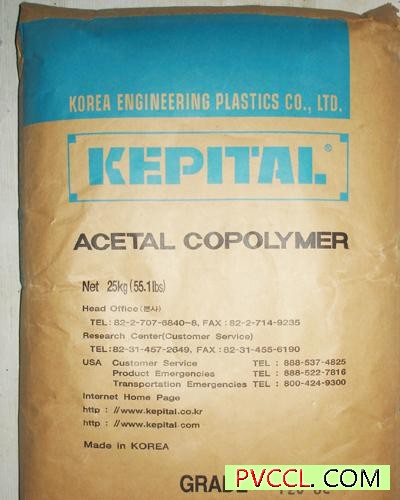 KOREA ENGINEERING PLASTICS CO., LTD.
KEPITAL®
ACETAL COPOLYMER
Net 25kg (55.1lbs)
Head Office (본사)
TEL: 82-2-707-6840~8, FAX : 82-2-714-9235
Research Center(Customer Service)
TEL: 82-31-457-2649, FAX : 82-31-455-6190
USA Customer Service TEL : 888-537-4825
Product Emergencies TEL : 888-522-7816
Transportation Emergencies TEL : 800-424-9300
Internet Home Page
http : //www.kepital.co.kr
http : //www.kepital.com
Made in KOREA
GRADE
PVCCL.COM